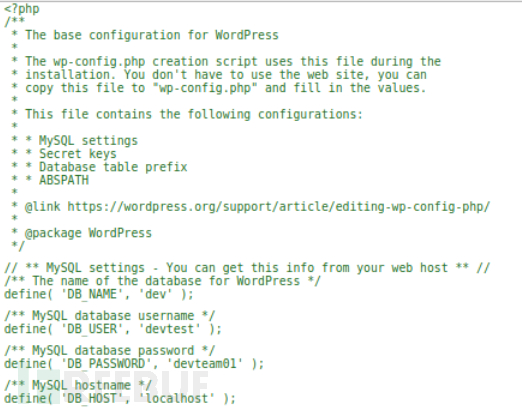 <?php
/**
 * The base configuration for WordPress
 *
 * The wp-config.php creation script uses this file during the
 * installation. You don't have to use the web site, you can
 * copy this file to "wp-config.php" and fill in the values.
 *
 * This file contains the following configurations:
 *
 * * MySQL settings
 * * Secret keys
 * * Database table prefix
 * * ABSPATH
 *
 * @link https://wordpress.org/support/article/editing-wp-config-php/
 *
 * @package WordPress
 */
// ** MySQL settings - You can get this info from your web host ** //
/** The name of the database for WordPress */
define( 'DB_NAME', 'dev' );
/** MySQL database username */
define( 'DB_USER', 'devtest' );
/** MySQL database password */
define( 'DB_PASSWORD', 'devteam01' );
/** MySQL hostname */
define( 'DB_HOST', 'localhost' );